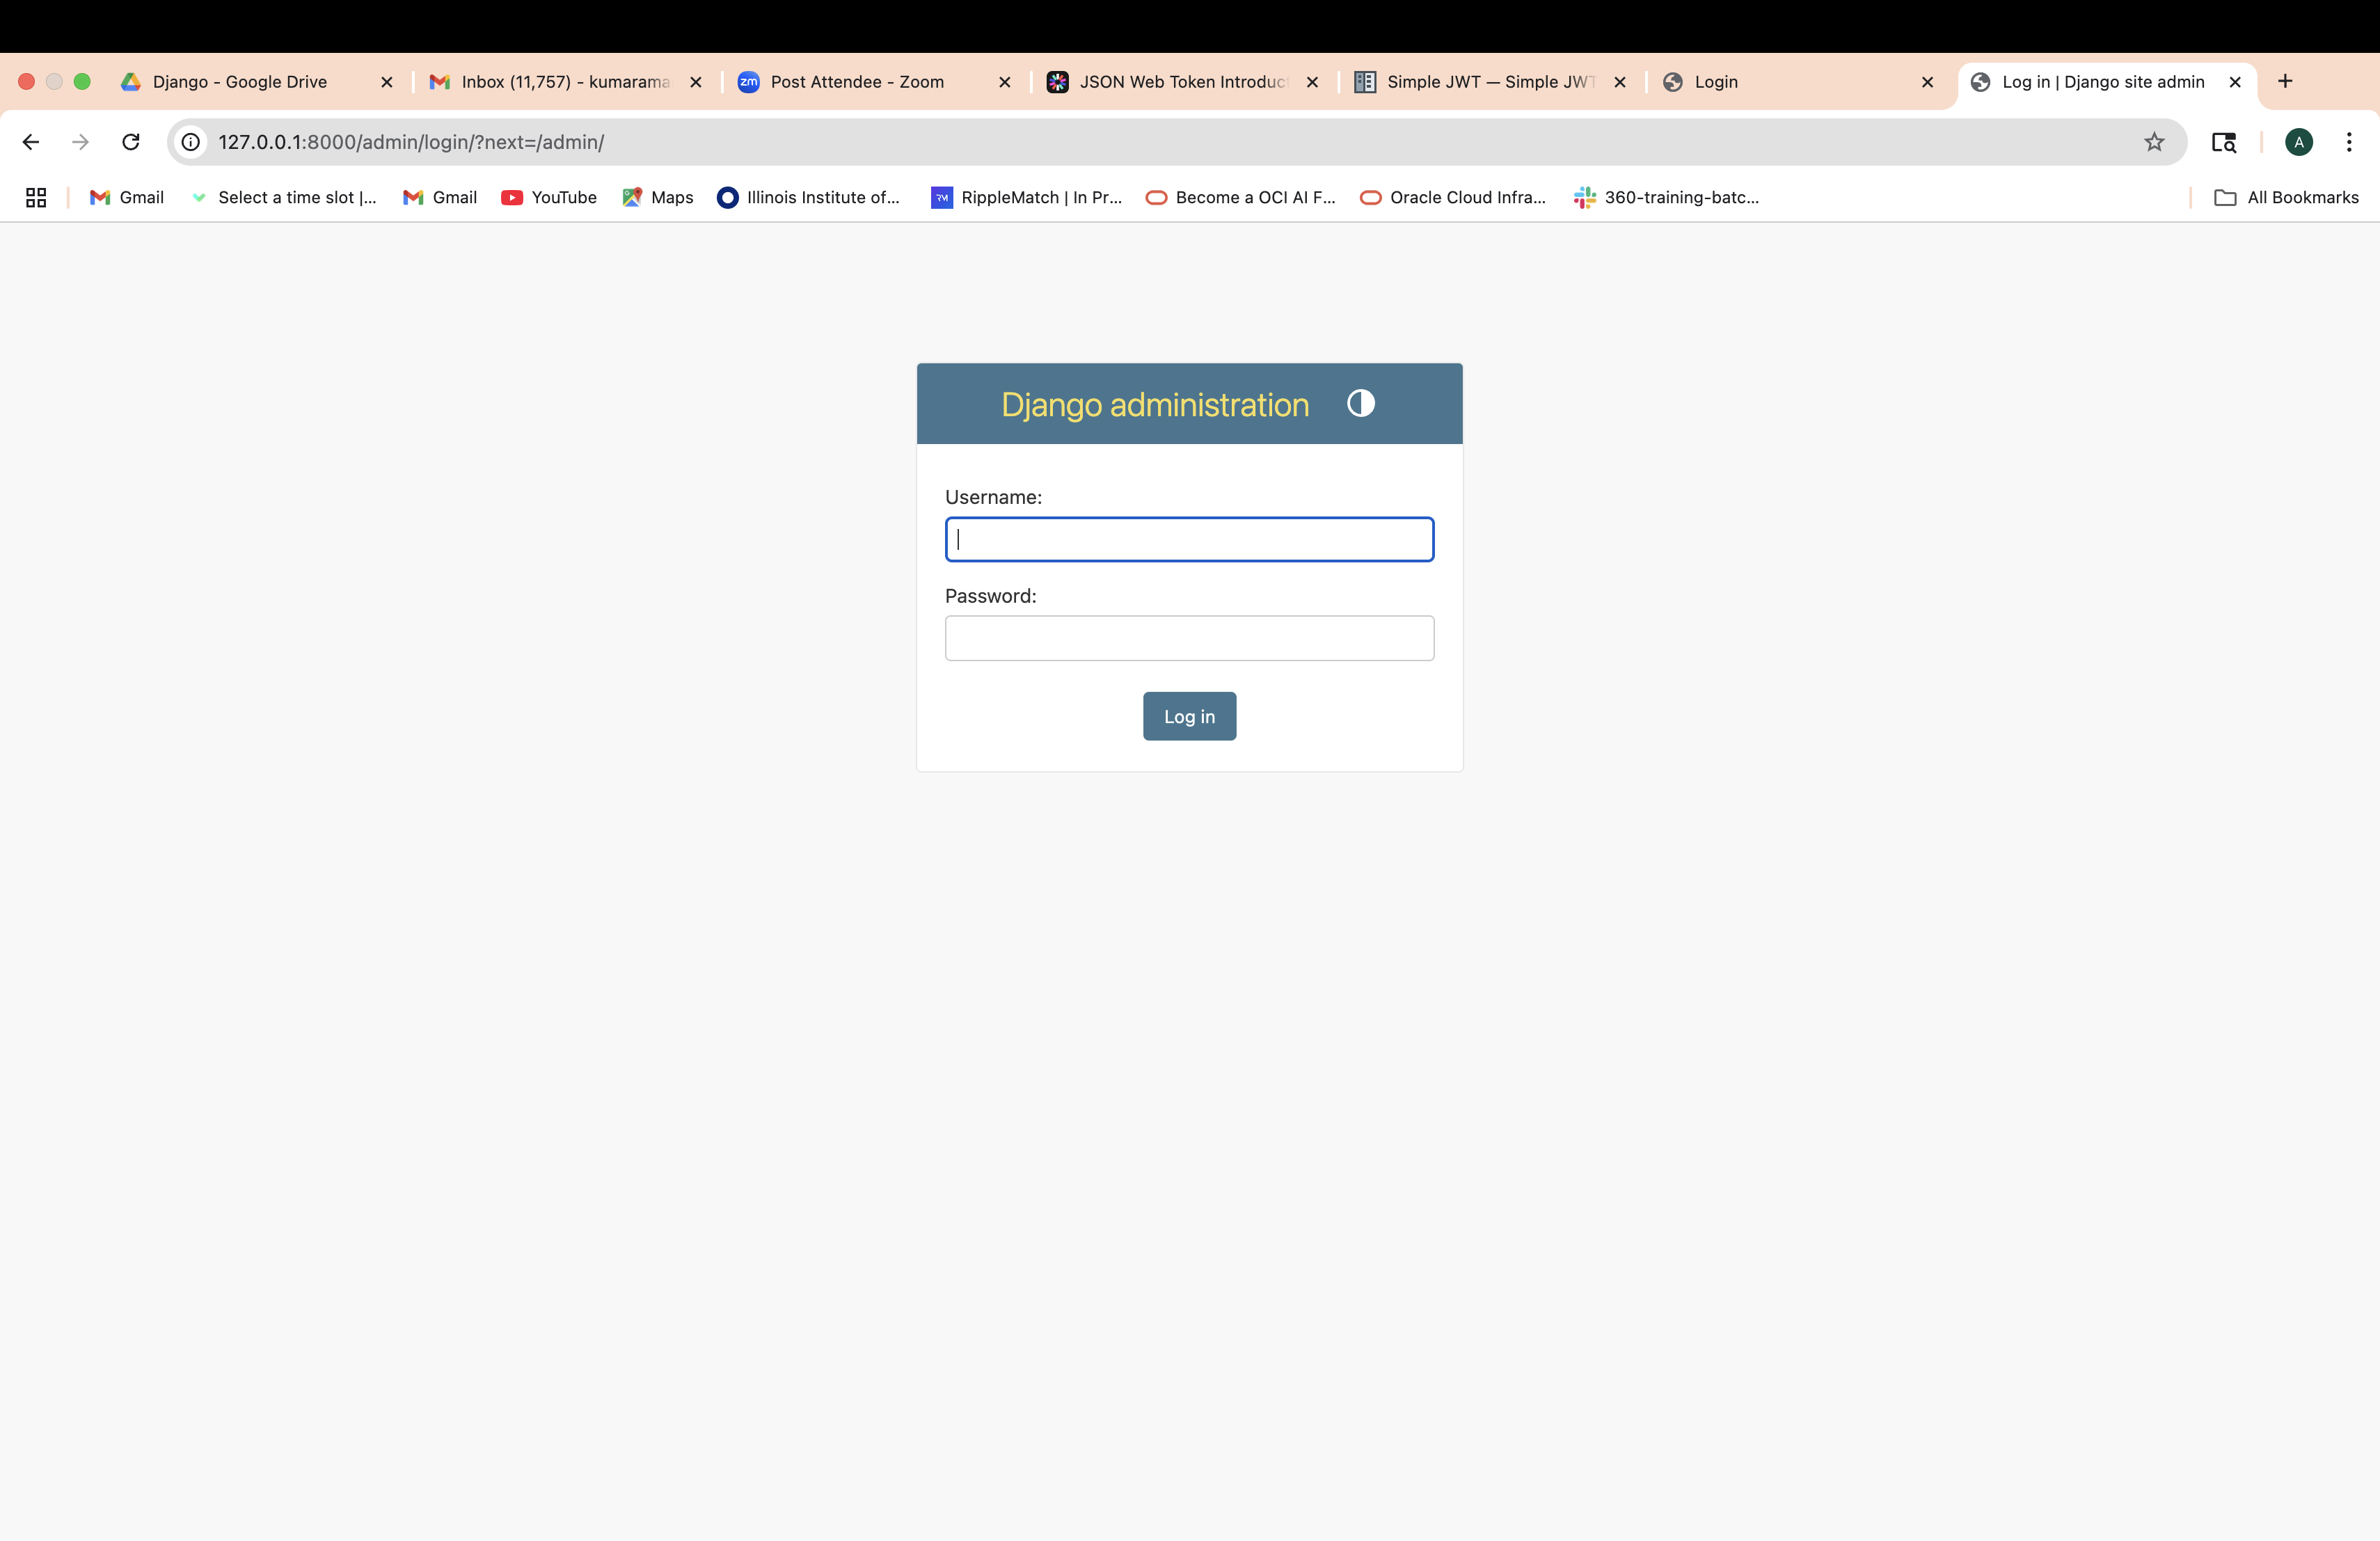 Django - Google Drive
Inbox (11,757) - kumarama
zm Post Attendee - Zoom
JSON Web Token Introduc
Simple JWT — Simple JWT
Login
Log in | Django site admin
127.0.0.1:8000/admin/login/?next=/admin/
A
Gmail
Select a time slot |...
Gmail
YouTube
Maps
Illinois Institute of...
RM RippleMatch | In Pr...
Become a OCI AI F...
Oracle Cloud Infra...
360-training-batc...
All Bookmarks
Django administration
Username:
Password:
Log in